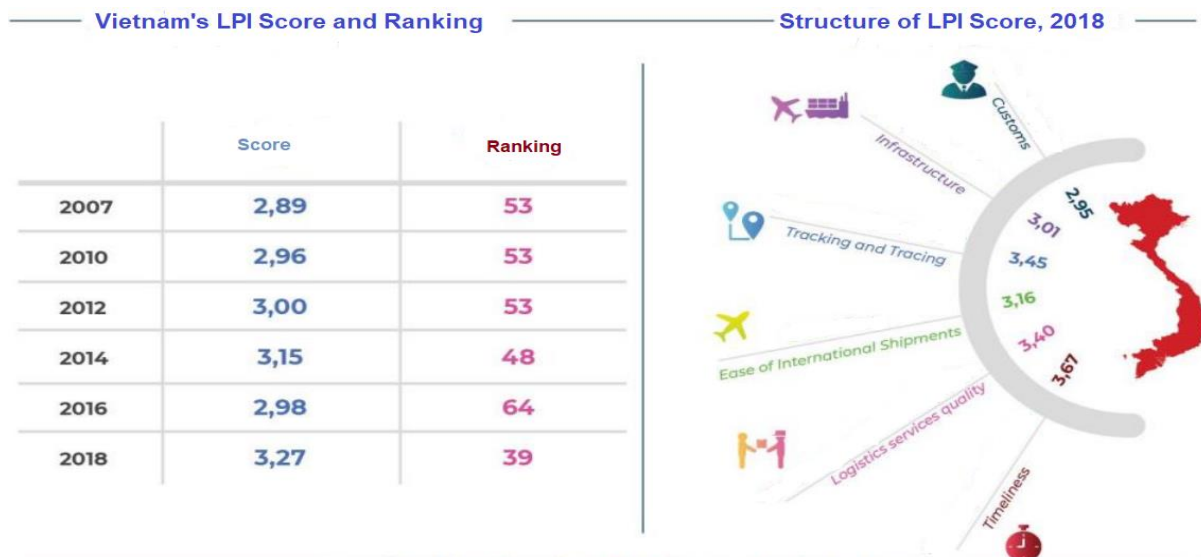 Vietnam's LPI Score and Ranking
Score Ranking
2007 2,89 53
2010 2,96 53
2012 3,00 53
2014 3,15 48
2016 2,98 64
2018 3,27 39
Structure of LPI Score, 2018
Customs 2,95
Infrastructure 3,01
Tracking and Tracing 3,45
Ease of International Shipments 3,16
Logistics services quality 3,40
Timeliness 3,67